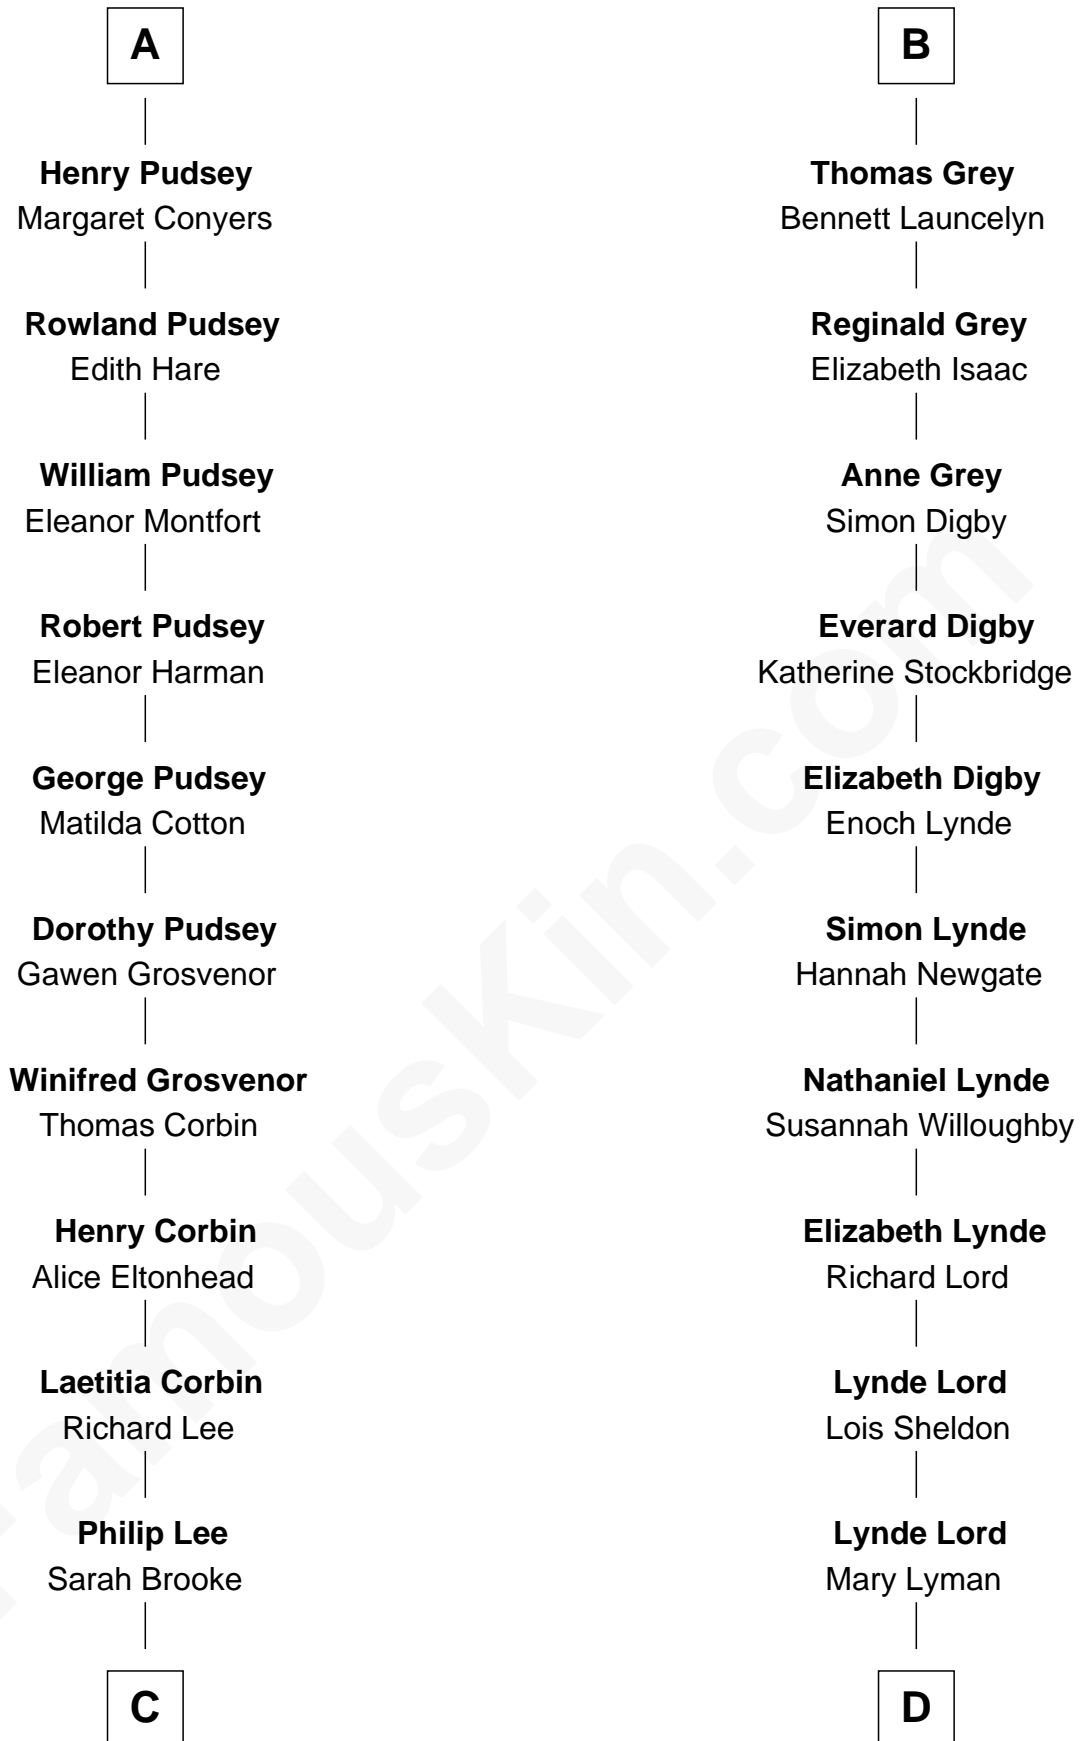 A
Henry Pudsey
Margaret Conyers
Rowland Pudsey
Edith Hare
William Pudsey
Eleanor Montfort
Robert Pudsey
Eleanor Harman
George Pudsey
Matilda Cotton
Dorothy Pudsey
Gawen Grosvenor
Winifred Grosvenor
Thomas Corbin
Henry Corbin
Alice Eltonhead
Laetitia Corbin
Richard Lee
Philip Lee
Sarah Brooke
C
B
Thomas Grey
Bennett Launcelyn
Reginald Grey
Elizabeth Isaac
Anne Grey
Simon Digby
Everard Digby
Katherine Stockbridge
Elizabeth Digby
Enoch Lynde
Simon Lynde
Hannah Newgate
Nathaniel Lynde
Susannah Willoughby
Elizabeth Lynde
Richard Lord
Lynde Lord
Lois Sheldon
Lynde Lord
Mary Lyman
D
FamousKin.com